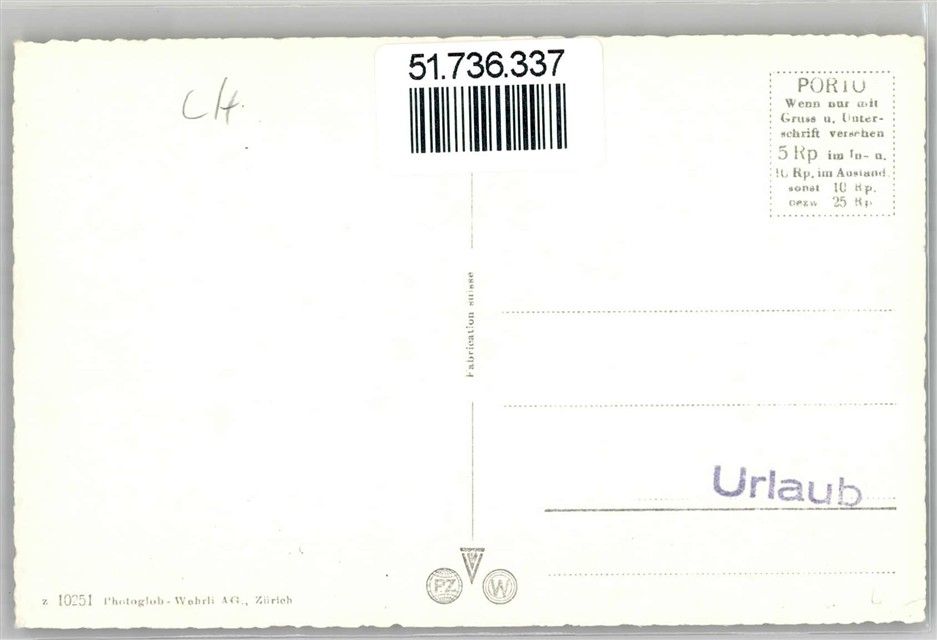 51.736.337
CH.
PORTO
Wenn nur mit
Gruss u. Unter-
schrift versehen
5 Rp im In- u.
10 Rp. im Ausland
sonst 10 Rp.
bezw 25 Rp
Fabrication suisse
Urlaub
PZ
W
z 10251 Photoglob-Wehrli AG., Zürich